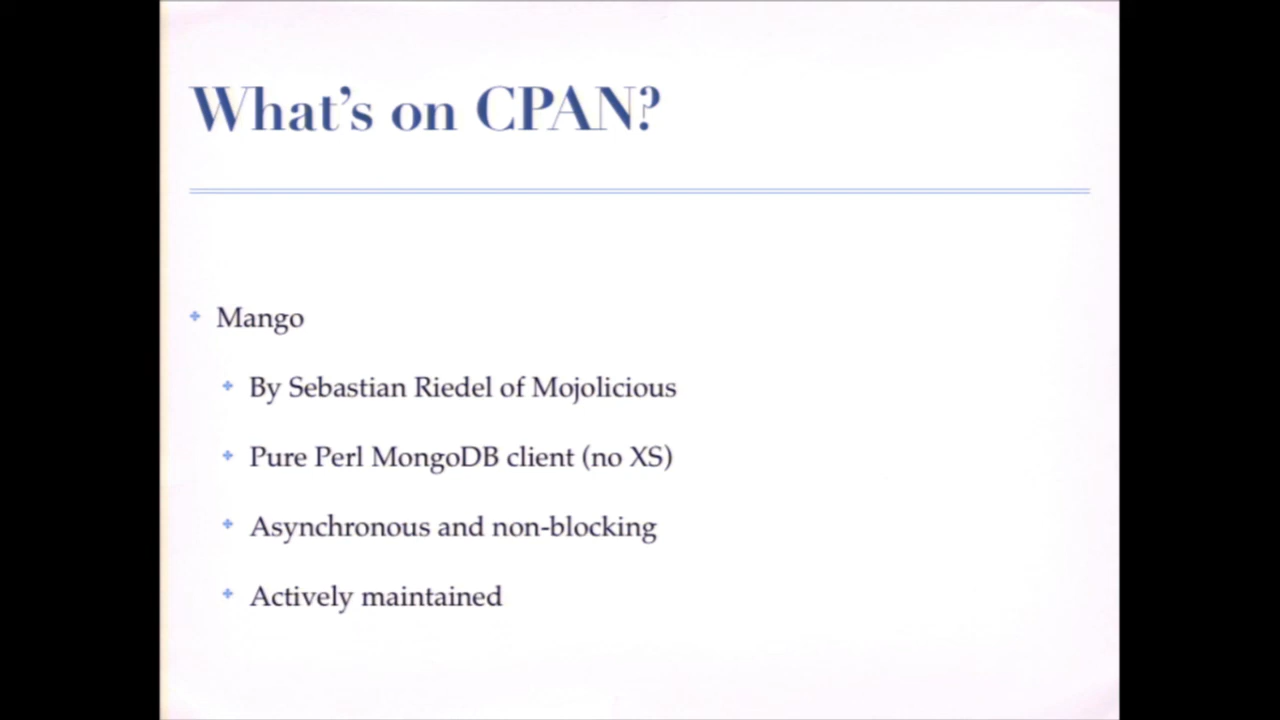 What's on CPAN?
Mango
By Sebastian Riedel of Mojolicious
Pure Perl MongoDB client (no XS)
Asynchronous and non-blocking
Actively maintained